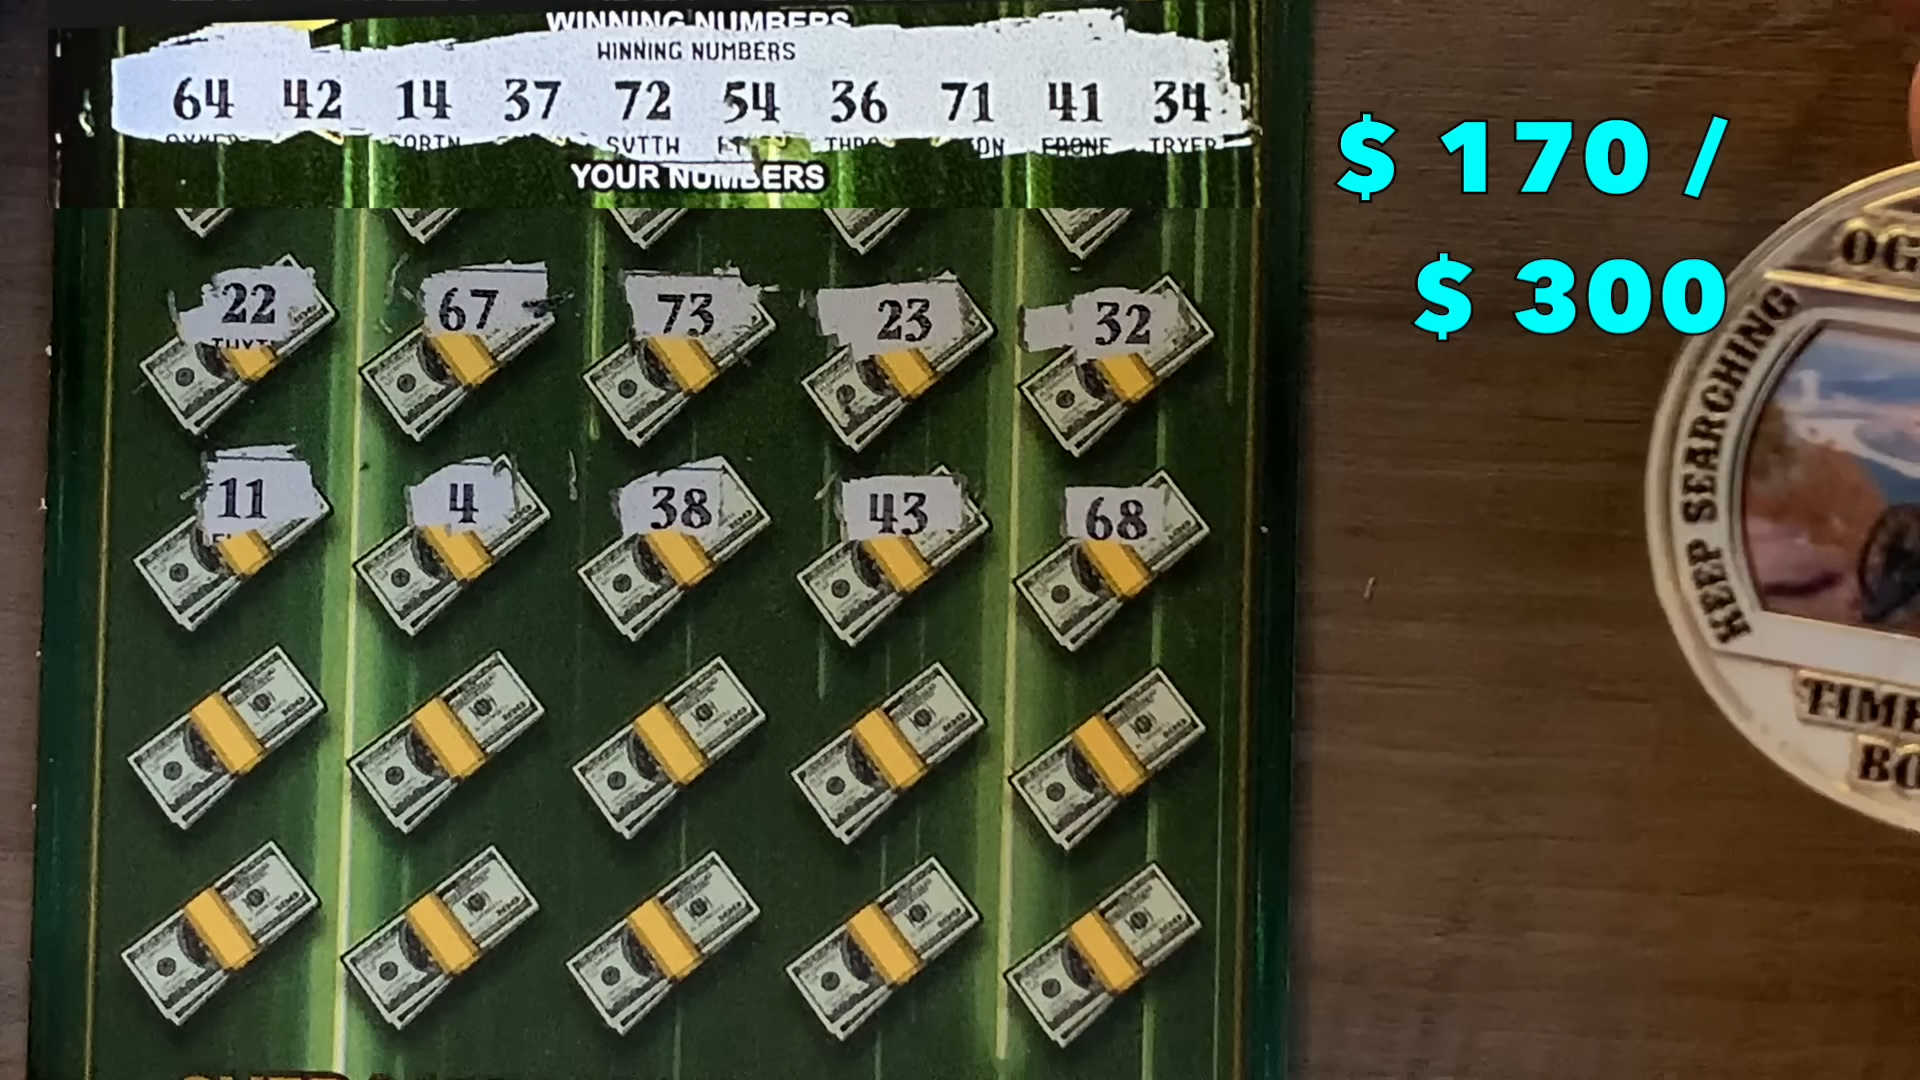 WINNING NUMBERS
WINNING NUMBERS
64 42 14 37 72 54 36 71 41 34
SVTTH TRYFR
YOUR NUMBERS
22 67 73 23 32
11 4 38 43 68
$ 170 /
$ 300
KEEP SEARCHING